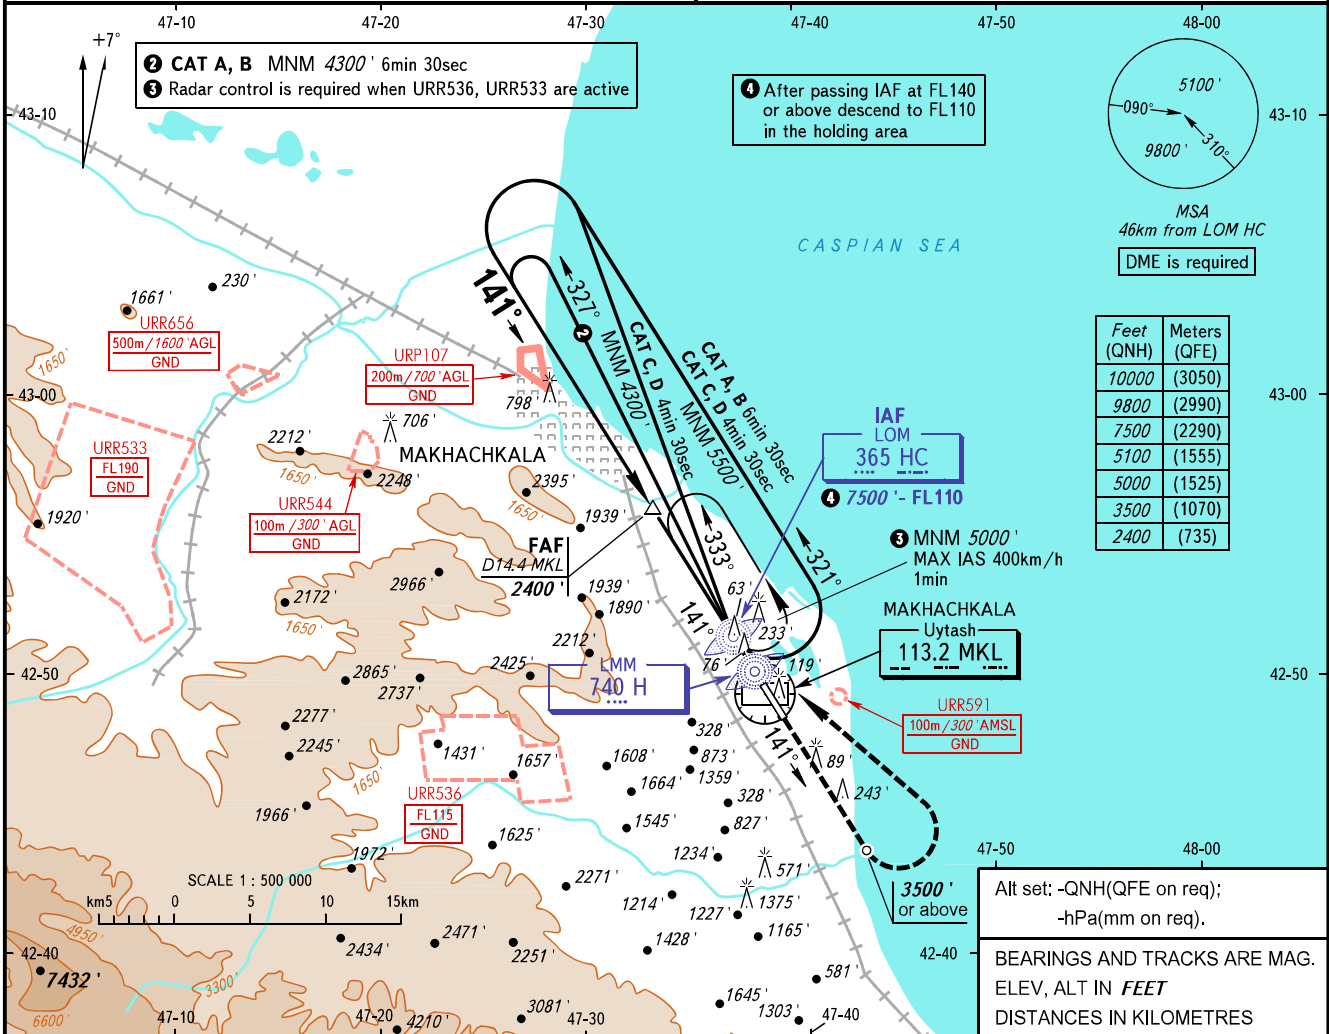 47-10
47-20
47-30
47-40
47-50
48-00
+7°
❷ CAT A, B MNM 4300' 6min 30sec
❸ Radar control is required when URR536, URR533 are active
❹ After passing IAF at FL140
or above descend to FL110
in the holding area
5100'
090°
310°
9800'
MSA
46km from LOM HC
DME is required
43-10
43-10
CASPIAN SEA
Feet (QNH) Meters (QFE)
10000 (3050)
9800 (2990)
7500 (2290)
5100 (1555)
5000 (1525)
3500 (1070)
2400 (735)
230'
1661'
URR656
500m/1600'AGL
GND
1650'
141°
327°
❷
MNM 4300'
CAT C, D 4min 30sec
CAT A, B 6min 30sec
CAT C, D 4min 30sec
MNM 5500'
URP107
200m/700'AGL
GND
798'
706'
43-00
43-00
MAKHACHKALA
URR533
FL190
GND
2212'
1650'
2248'
URR544
100m/300'AGL
GND
1920'
2395'
1650'
1939'
IAF
LOM
365 HC
❹ 7500'- FL110
FAF
D14.4 MKL
2400'
333°
321°
❸ MNM 5000'
MAX IAS 400km/h
1min
2966'
2172'
1650'
1939'
1890'
2212'
63'
141°
233'
76'
119'
MAKHACHKALA
Uytash
113.2 MKL
42-50
42-50
2865'
2737'
2425'
LMM
740 H
URR591
100m/300'AMSL
GND
2277'
2245'
1431'
1657'
1650'
1966'
URR536
FL115
GND
328'
873'
1359'
1608'
1664'
328'
827'
1545'
1234'
141°
89'
243'
1625'
1972'
2271'
571'
1375'
1214'
1227'
1165'
1428'
581'
1645'
1303'
3500'
or above
SCALE 1 : 500 000
km5 0 5 10 15km
4950'
7432'
6600'
3300'
2434'
2471'
2251'
3081'
4210'
42-40
42-40
47-10
47-20
47-30
47-40
47-50
48-00
Alt set: -QNH(QFE on req);
-hPa(mm on req).
BEARINGS AND TRACKS ARE MAG.
ELEV, ALT IN FEET
DISTANCES IN KILOMETRES